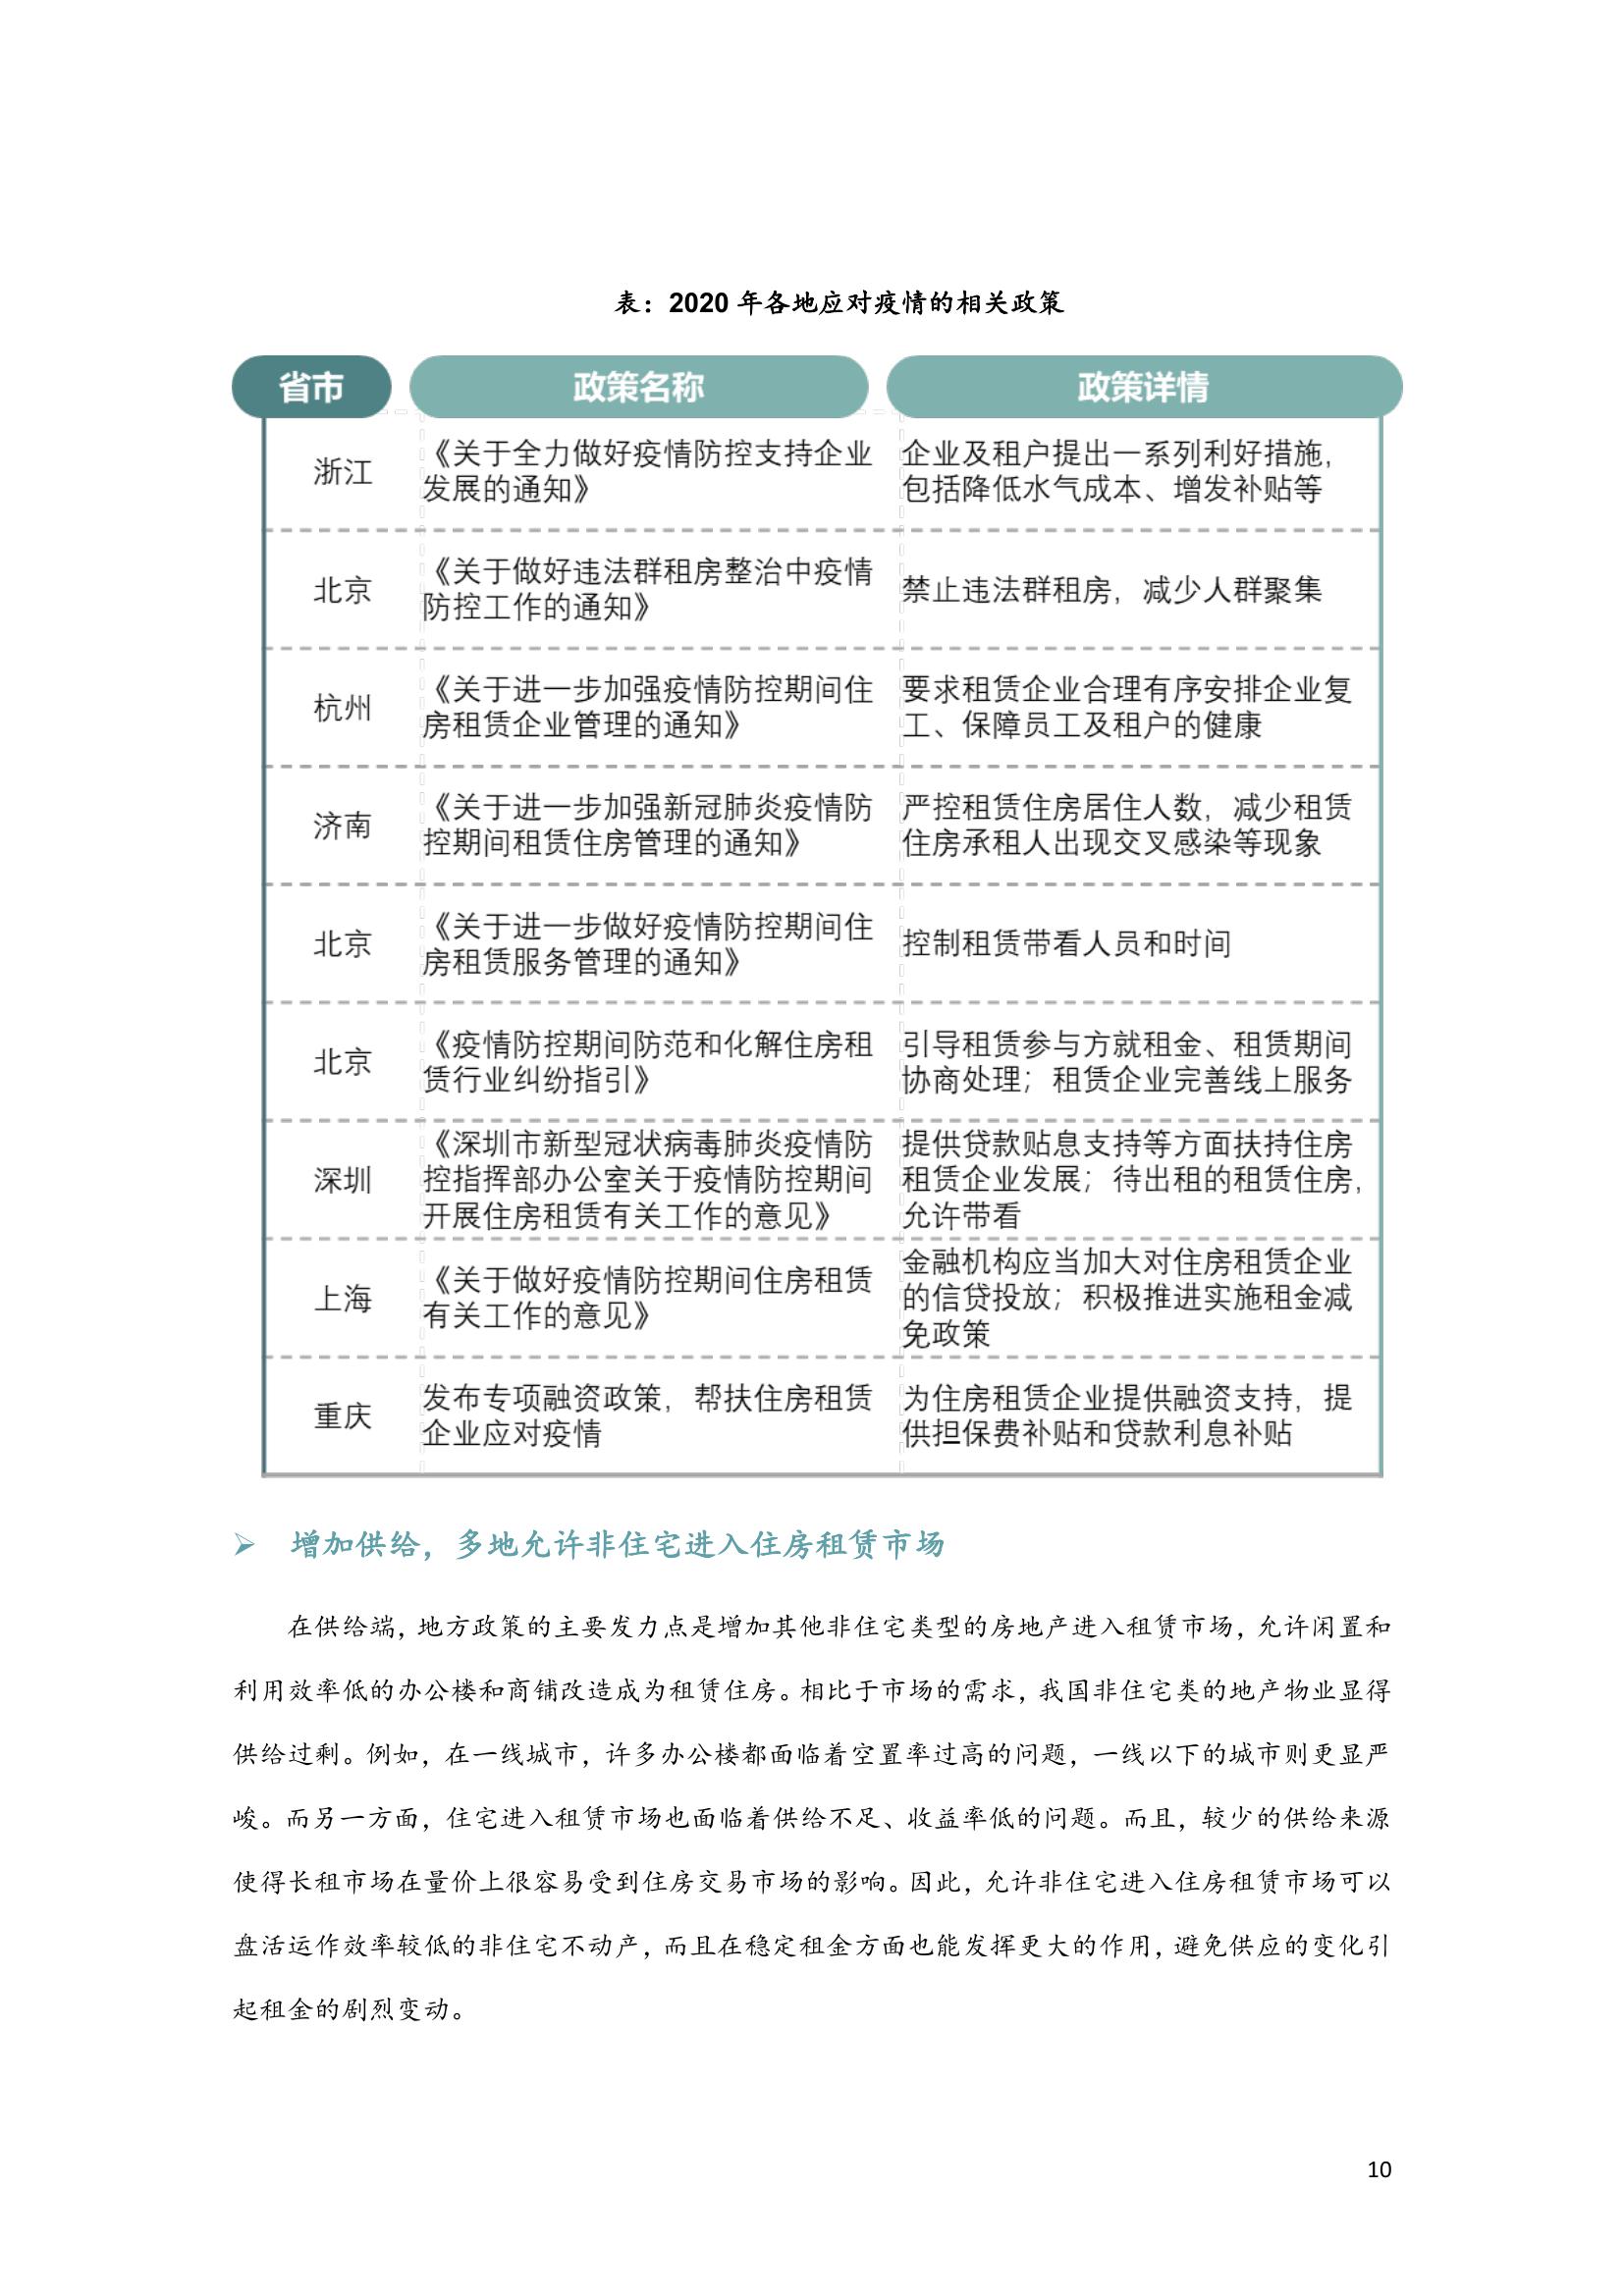 表：2020 年各地应对疫情的相关政策
省市 政策名称 政策详情
浙江
《关于全力做好疫情防控支持企业
发展的通知》
企业及租户提出一系列利好措施，
包括降低水气成本、增发补贴等
北京
《关于做好违法群租房整治中疫情
防控工作的通知》
禁止违法群租房，减少人群聚集
杭州
《关于进一步加强疫情防控期间住
房租赁企业管理的通知》
要求租赁企业合理有序安排企业复
工、保障员工及租户的健康
济南
《关于进一步加强新冠肺炎疫情防
控期间租赁住房管理的通知》
严控租赁住房居住人数，减少租赁
住房承租人出现交叉感染等现象
北京
《关于进一步做好疫情防控期间住
房租赁服务管理的通知》
控制租赁带看人员和时间
北京
《疫情防控期间防范和化解住房租
赁行业纠纷指引》
引导租赁参与方就租金、租赁期间
协商处理；租赁企业完善线上服务
深圳
《深圳市新型冠状病毒肺炎疫情防
控指挥部办公室关于疫情防控期间
开展住房租赁有关工作的意见》
提供贷款贴息支持等方面扶持住房
租赁企业发展；待出租的租赁住房，
允许带看
上海
《关于做好疫情防控期间住房租赁
有关工作的意见》
金融机构应当加大对住房租赁企业
的信贷投放；积极推进实施租金减
免政策
重庆
发布专项融资政策，帮扶住房租赁
企业应对疫情
为住房租赁企业提供融资支持，提
供担保费补贴和贷款利息补贴
➢ 增加供给，多地允许非住宅进入住房租赁市场
在供给端，地方政策的主要发力点是增加其他非住宅类型的房地产进入租赁市场，允许闲置和
利用效率低的办公楼和商铺改造成为租赁住房。相比于市场的需求，我国非住宅类的地产物业显得
供给过剩。例如，在一线城市，许多办公楼都面临着空置率过高的问题，一线以下的城市则更显严
峻。而另一方面，住宅进入租赁市场也面临着供给不足、收益率低的问题。而且，较少的供给来源
使得长租市场在量价上很容易受到住房交易市场的影响。因此，允许非住宅进入住房租赁市场可以
盘活运作效率较低的非住宅不动产，而且在稳定租金方面也能发挥更大的作用，避免供应的变化引
起租金的剧烈变动。
10